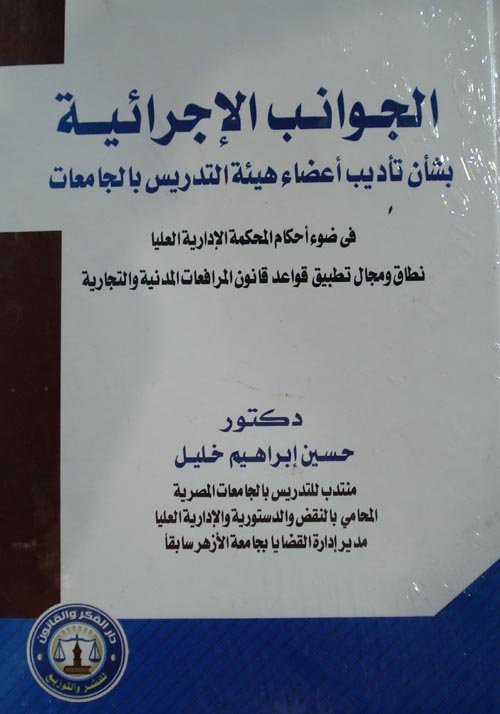 الجوانب الإجرائية
بشأن تأديب أعضاء هيئة التدريس بالجامعات
فى ضوء أحكام المحكمة الإدارية العليا
نطاق ومجال تطبيق قواعد قانون المرافعات المدنية والتجارية
دكتور
حسين إبراهيم خليل
منتدب للتدريس بالجامعات المصرية
المحامي بالنقض والدستورية والإدارية العليا
مدير إدارة القضايا بجامعة الأزهر سابقاً
دار الفكر والقانون
للنشر والتوزيع